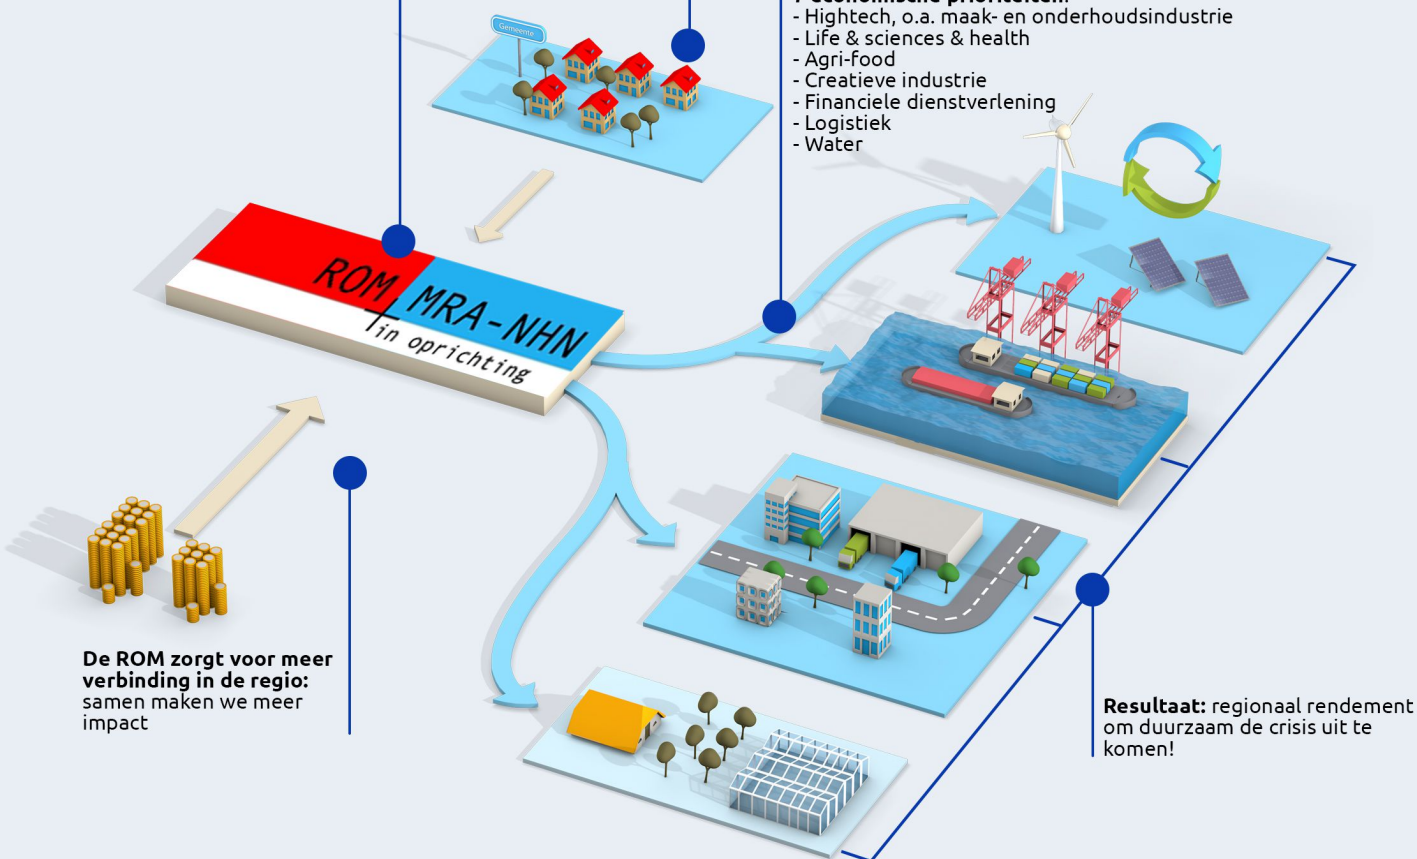 economische prioriteiten:
- Hightech, o.a. maak- en onderhoudsindustrie
- Life & sciences & health
- Agri-food
- Creatieve industrie
- Financiele dienstverlening
- Logistiek
- Water
Gemeente
ROM MRA-NHN
in oprichting
De ROM zorgt voor meer
verbinding in de regio:
samen maken we meer
impact
Resultaat: regionaal rendement
om duurzaam de crisis uit te
komen!